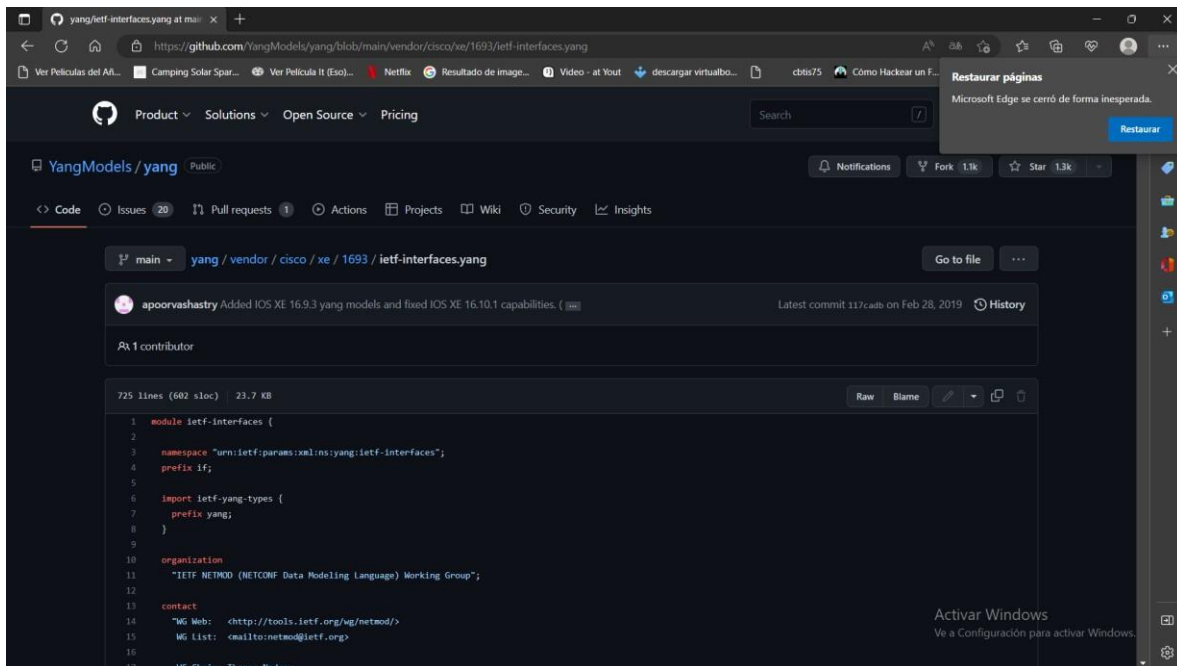 yang/ietf-interfaces.yang at mair
https://github.com/YangModels/yang/blob/main/vendor/cisco/xe/1693/ietf-interfaces.yang
Ver Peliculas del Añ... Camping Solar Spar... Ver Película It (Eso)... Netflix Resultado de image... Video - at Yout descargar virtualbo... cbtis75 Cómo Hackear un F...
Restaurar páginas
Microsoft Edge se cerró de forma inesperada.
Restaurar
Product Solutions Open Source Pricing
Search /
YangModels / yang Public
Notifications Fork 1.1k Star 1.3k
<> Code Issues 20 Pull requests 1 Actions Projects Wiki Security Insights
main yang / vendor / cisco / xe / 1693 / ietf-interfaces.yang Go to file ...
apoorvashastry Added IOS XE 16.9.3 yang models and fixed IOS XE 16.10.1 capabilities. ( ... Latest commit 117cadb on Feb 28, 2019 History
1 contributor
725 lines (602 sloc) 23.7 KB Raw Blame
1 module ietf-interfaces {
2
3 namespace "urn:ietf:params:xml:ns:yang:ietf-interfaces";
4 prefix if;
5
6 import ietf-yang-types {
7 prefix yang;
8 }
9
10 organization
11 "IETF NETMOD (NETCONF Data Modeling Language) Working Group";
12
13 contact
14 "WG Web: <http://tools.ietf.org/wg/netmod/>
15 WG List: <mailto:netmod@ietf.org>
16
Activar Windows
Ve a Configuración para activar Windows.